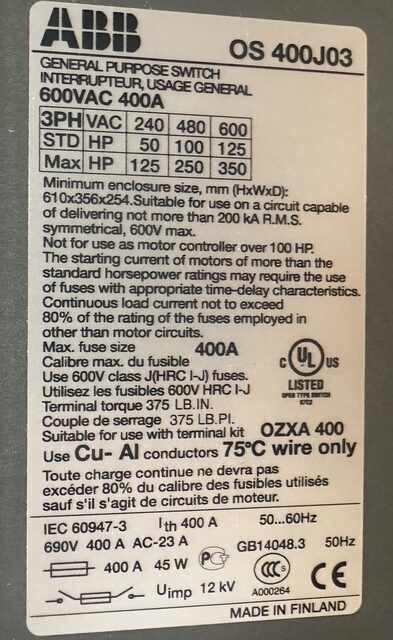 ABB
OS 400J03
GENERAL PURPOSE SWITCH
INTERRUPTEUR, USAGE GENERAL
600VAC 400A
3PH VAC 240 480 600
STD HP 50 100 125
Max HP 125 250 350
Minimum enclosure size, mm (HxWxD):
610x356x254.Suitable for use on a circuit capable
of delivering not more than 200 kA R.M.S.
symmetrical, 600V max.
Not for use as motor controller over 100 HP.
The starting current of motors of more than the
standard horsepower ratings may require the use
of fuses with appropriate time-delay characteristics.
Continuous load current not to exceed
80% of the rating of the fuses employed in
other than motor circuits.
Max. fuse size 400A
Calibre max. du fusible
Use 600V class J(HRC I-J) fuses.
Utilisez les fusibles 600V HRC I-J
Terminal torque 375 LB.IN.
Couple de serrage 375 LB.PI.
C UL US
LISTED
OPEN TYPE SWITCH
97C2
Suitable for use with terminal kit OZXA 400
Use Cu- Al conductors 75°C wire only
Toute charge continue ne devra pas
excéder 80% du calibre des fusibles utilisés
sauf s'il s'agit de circuits de moteur.
IEC 60947-3 Ith 400 A 50...60Hz
690V 400 A AC-23 A GB14048.3 50Hz
400 A 45 W
Uimp 12 kV
CCC
A000264
CE
MADE IN FINLAND